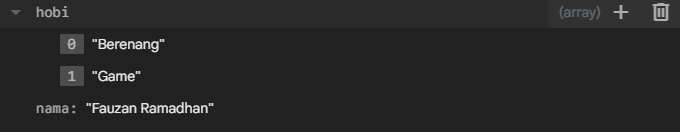 hobi (array)
0 "Berenang"
1 "Game"
nama: "Fauzan Ramadhan"